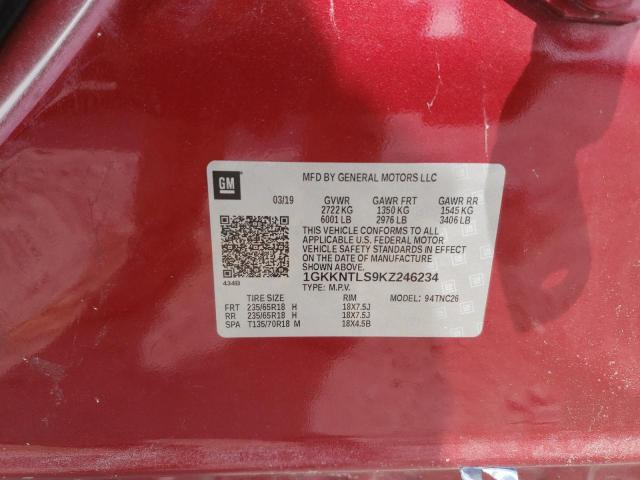 GM
MFD BY GENERAL MOTORS LLC
03/19 GVWR GAWR FRT GAWR RR
2722 KG 1350 KG 1545 KG
6001 LB 2976 LB 3406 LB
THIS VEHICLE CONFORMS TO ALL
APPLICABLE U.S. FEDERAL MOTOR
VEHICLE SAFETY STANDARDS IN EFFECT
ON THE DATE OF MANUFACTURE
SHOWN ABOVE.
434B 1GKKNTLS9KZ246234
TYPE: M.P.V.
TIRE SIZE RIM MODEL: 94TNC26
FRT 235/65R18 H 18X7.5J
RR 235/65R18 H 18X7.5J
SPA T135/70R18 M 18X4.5B